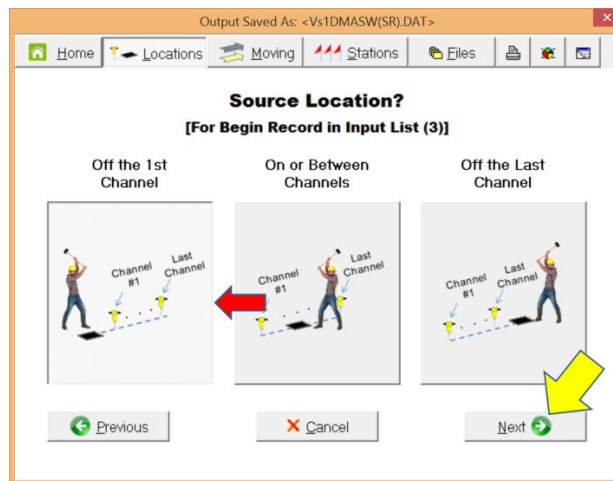 Output Saved As: <Vs1DMASW(SR).DAT>
Home Locations Moving Stations Files
Source Location?
[For Begin Record in Input List (3)]
Off the 1st
Channel
On or Between
Channels
Off the Last
Channel
Channel
#1
Last
Channel
Channel
#1
Last
Channel
Channel
#1
Last
Channel
Previous
Cancel
Next